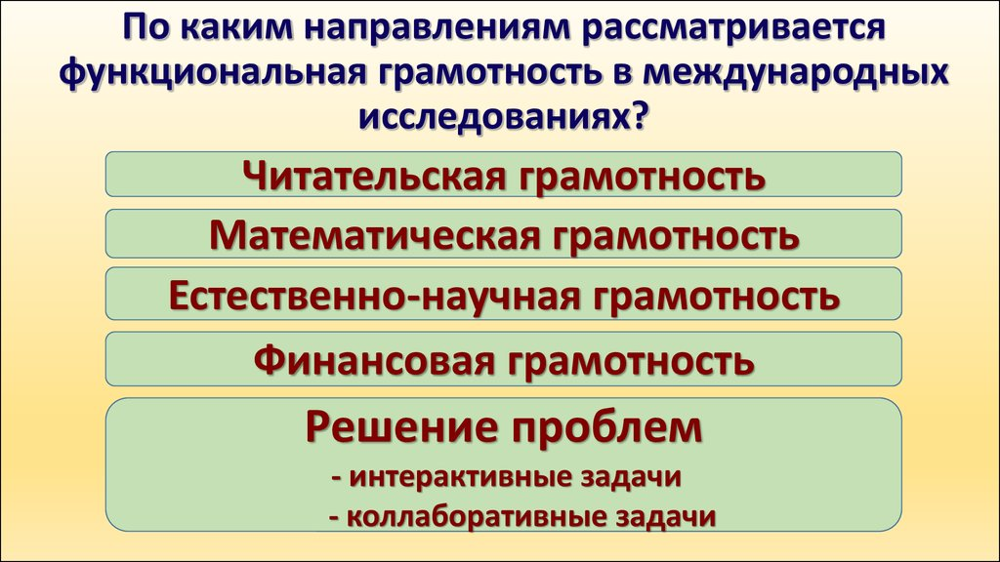 По каким направлениям рассматривается
функциональная грамотность в международных
исследованиях?
Читательская грамотность
Математическая грамотность
Естественно-научная грамотность
Финансовая грамотность
Решение проблем
- интерактивные задачи
- коллаборативные задачи